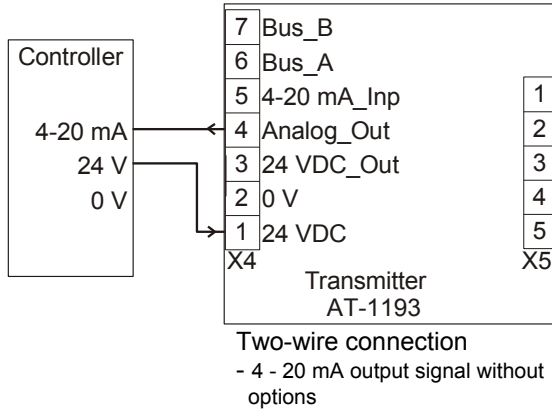 Controller
4-20 mA
24 V
0 V
7 Bus_B
6 Bus_A
5 4-20 mA_Inp
4 Analog_Out
3 24 VDC_Out
2 0 V
1 24 VDC
X4
1
2
3
4
5
X5
Transmitter
AT-1193
Two-wire connection
- 4 - 20 mA output signal without
options